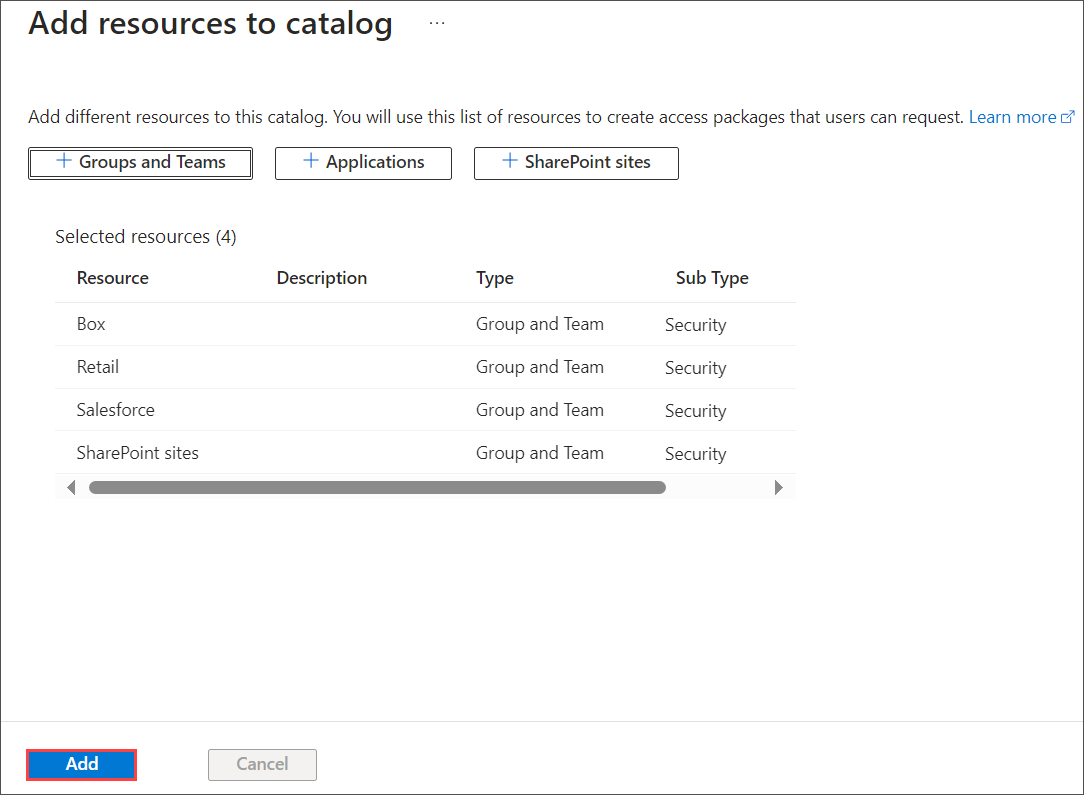 Add resources to catalog ...
Add different resources to this catalog. You will use this list of resources to create access packages that users can request. Learn more
+ Groups and Teams + Applications + SharePoint sites
Selected resources (4)
Resource Description Type Sub Type
Box Group and Team Security
Retail Group and Team Security
Salesforce Group and Team Security
SharePoint sites Group and Team Security
Add Cancel